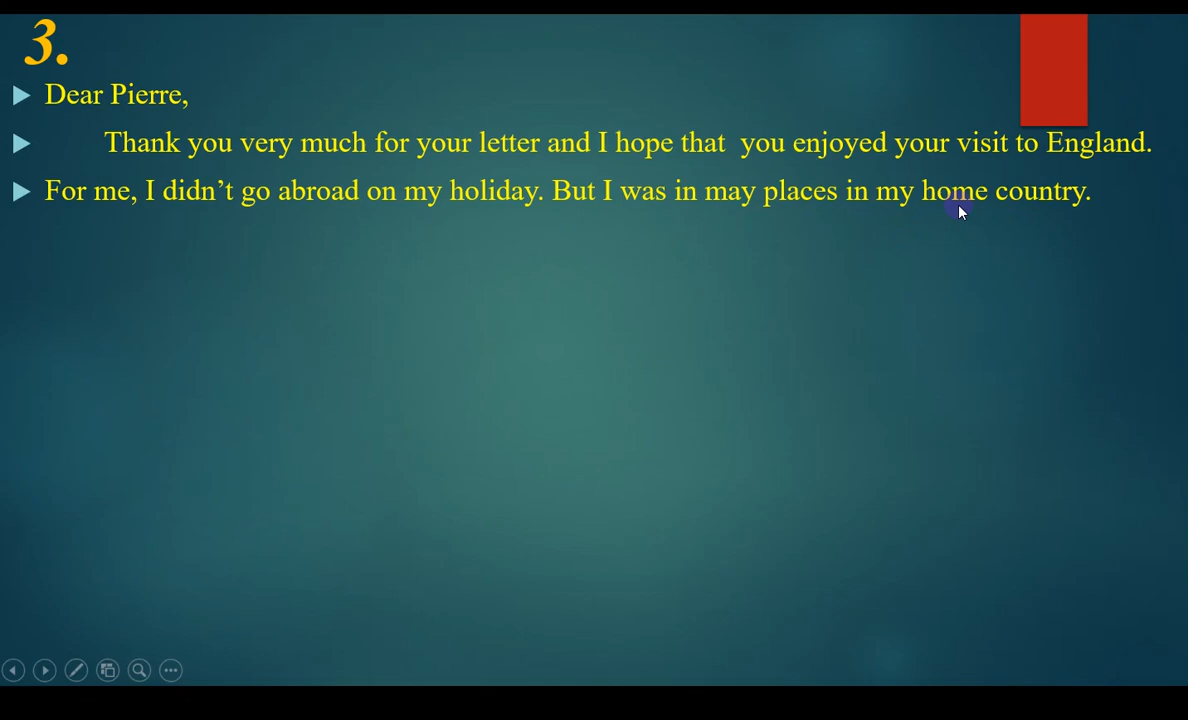 3.
Dear Pierre,
Thank you very much for your letter and I hope that you enjoyed your visit to England.
For me, I didn’t go abroad on my holiday. But I was in may places in my home country.